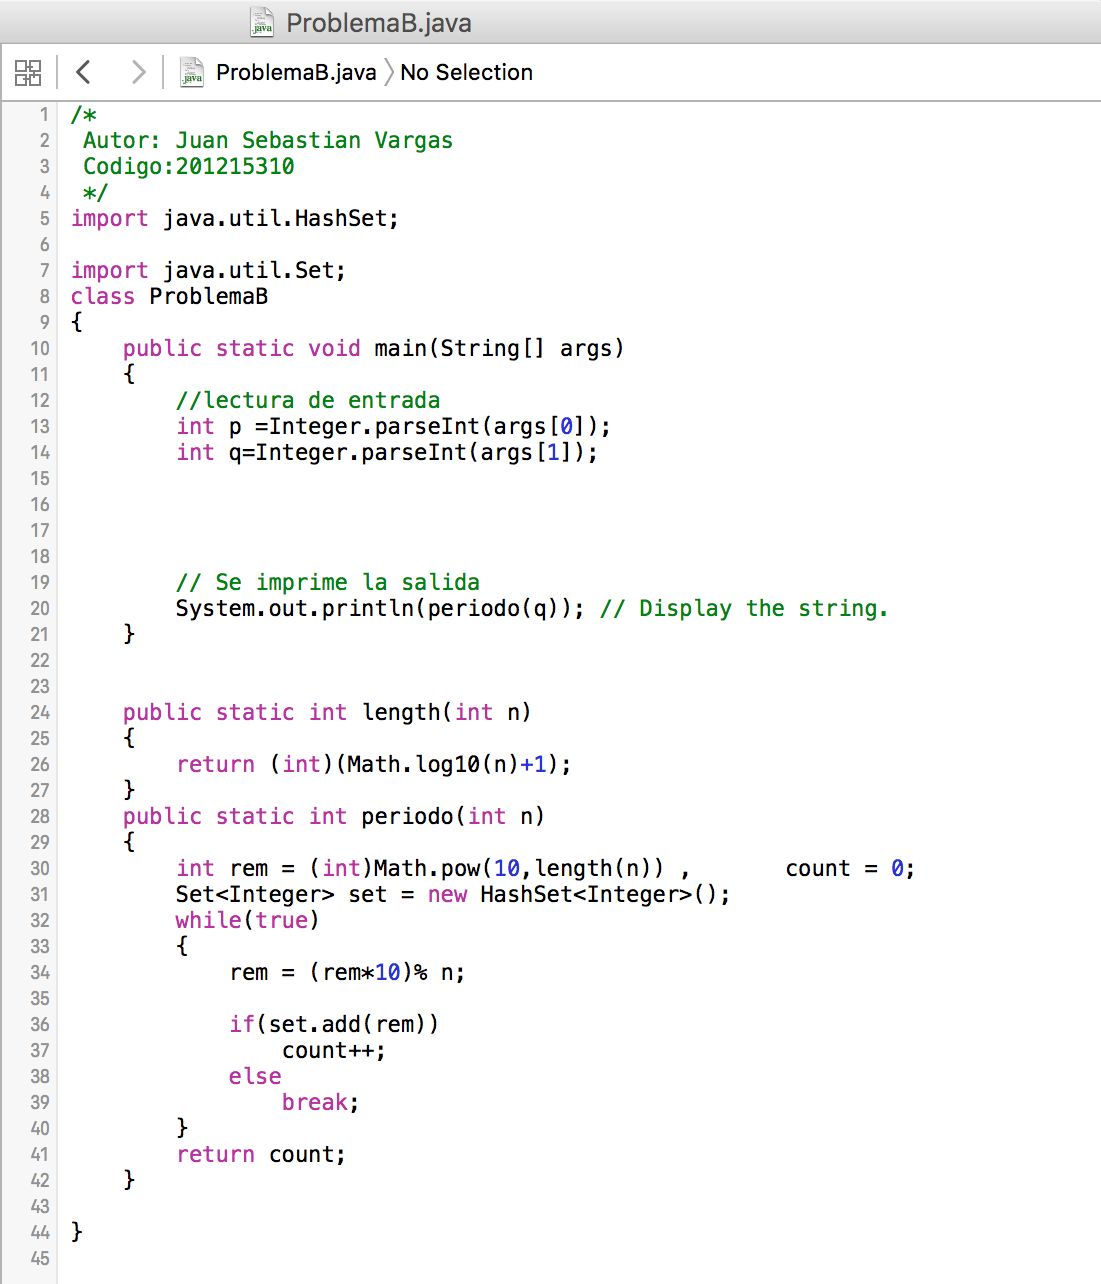 ProblemaB.java
ProblemaB.java No Selection
1 /*
2 Autor: Juan Sebastian Vargas
3 Codigo:201215310
4 */
5 import java.util.HashSet;
6
7 import java.util.Set;
8 class ProblemaB
9 {
10 public static void main(String[] args)
11 {
12 //lectura de entrada
13 int p =Integer.parseInt(args[0]);
14 int q=Integer.parseInt(args[1]);
15
16
17
18
19 // Se imprime la salida
20 System.out.println(periodo(q)); // Display the string.
21 }
22
23
24 public static int length(int n)
25 {
26 return (int)(Math.log10(n)+1);
27 }
28 public static int periodo(int n)
29 {
30 int rem = (int)Math.pow(10,length(n)) , count = 0;
31 Set<Integer> set = new HashSet<Integer>();
32 while(true)
33 {
34 rem = (rem*10)% n;
35
36 if(set.add(rem))
37 count++;
38 else
39 break;
40 }
41 return count;
42 }
43
44 }
45